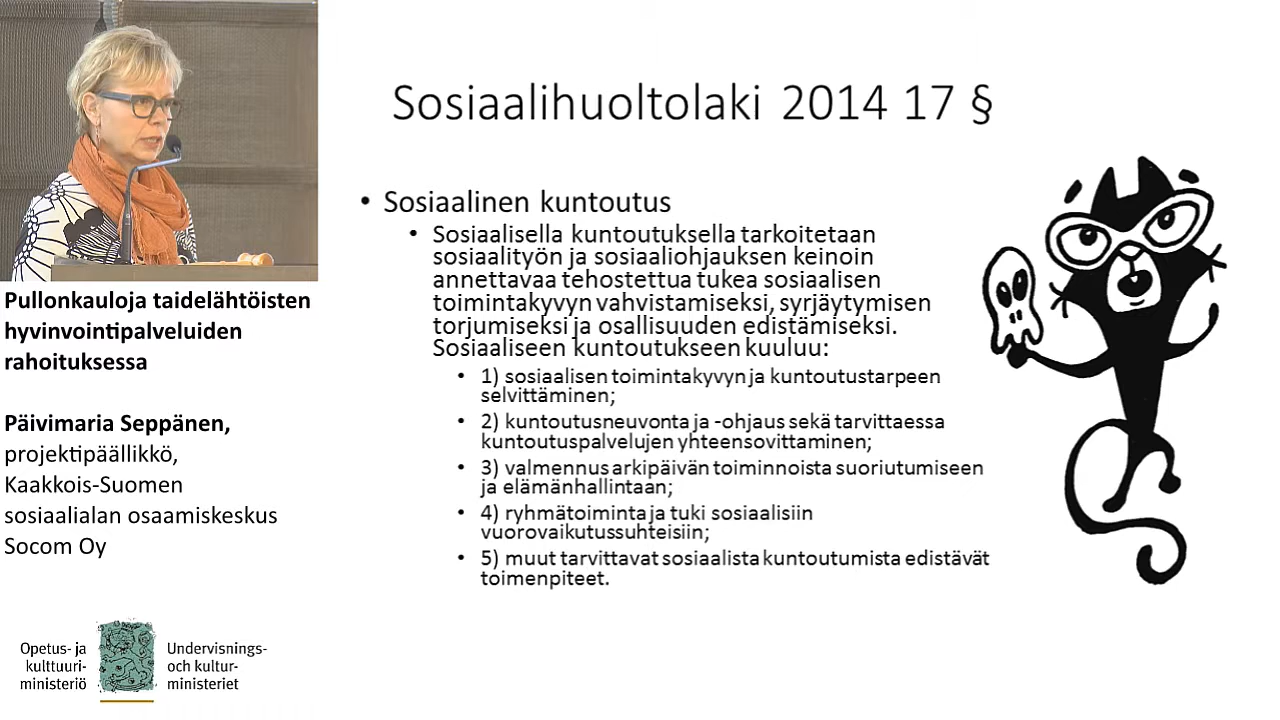 Sosiaalihuoltolaki 2014 17 §
• Sosiaalinen kuntoutus
• Sosiaalisella kuntoutuksella tarkoitetaan
sosiaalityön ja sosiaaliohjauksen keinoin
annettavaa tehostettua tukea sosiaalisen
toimintakyvyn vahvistamiseksi, syrjäytymisen
torjumiseksi ja osallisuuden edistämiseksi.
Sosiaaliseen kuntoutukseen kuuluu:
• 1) sosiaalisen toimintakyvyn ja kuntoutustarpeen
selvittäminen;
• 2) kuntoutusneuvonta ja -ohjaus sekä tarvittaessa
kuntoutuspalvelujen yhteensovittaminen;
• 3) valmennus arkipäivän toiminnoista suoriutumiseen
ja elämänhallintaan;
• 4) ryhmätoiminta ja tuki sosiaalisiin
vuorovaikutussuhteisiin;
• 5) muut tarvittavat sosiaalista kuntoutumista edistävät
toimenpiteet.
Pullonkauloja taidelähtöisten
hyvinvointipalveluiden
rahoituksessa
Päivimaria Seppänen,
projektipäällikkö,
Kaakkois-Suomen
sosiaalialan osaamiskeskus
Socom Oy
Opetus- ja
kulttuuri-
ministeriö
Undervisnings-
och kultur-
ministeriet